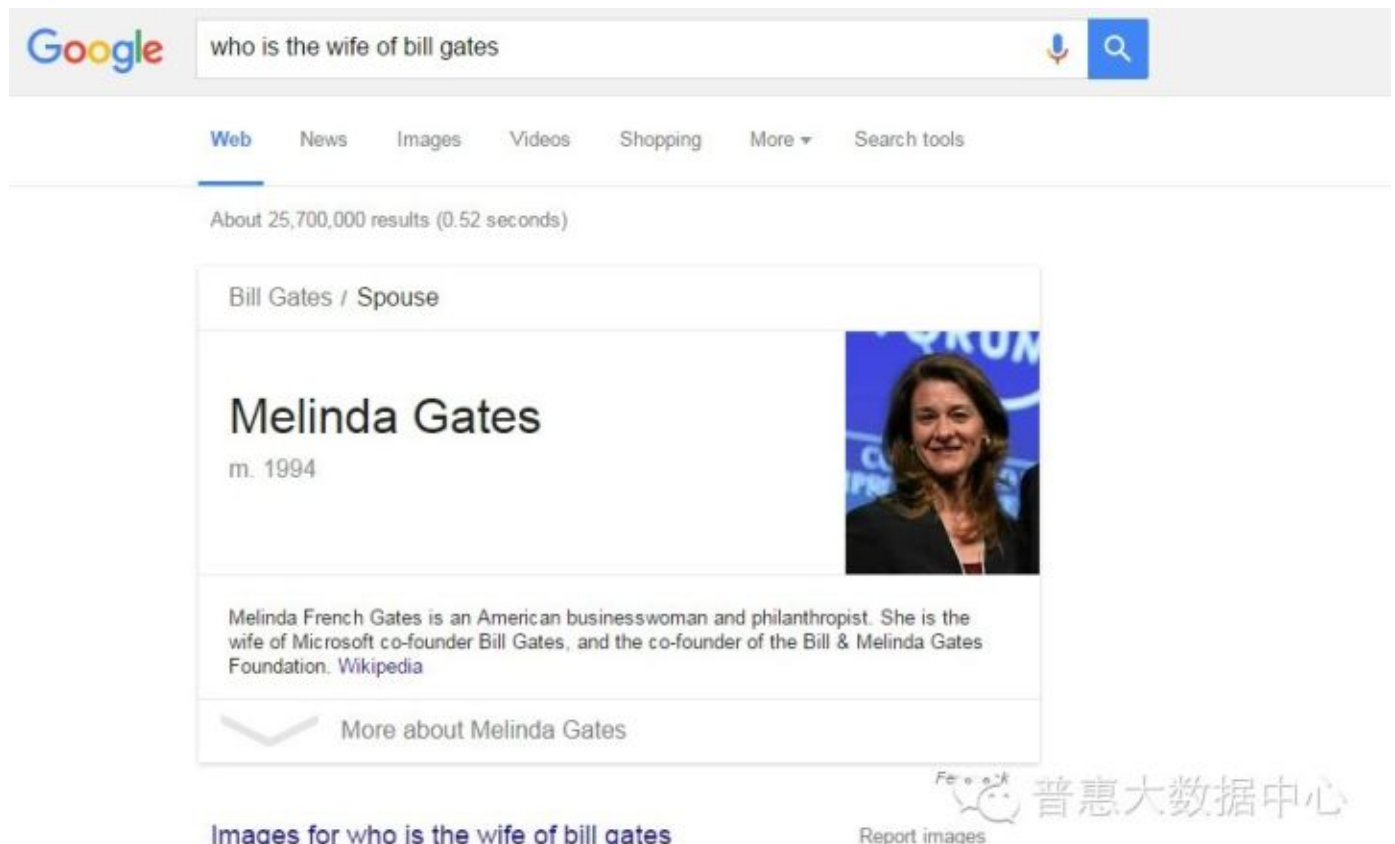 Google
who is the wife of bill gates
Web News Images Videos Shopping More Search tools
About 25,700,000 results (0.52 seconds)
Bill Gates / Spouse
Melinda Gates
m. 1994
Melinda French Gates is an American businesswoman and philanthropist. She is the
wife of Microsoft co-founder Bill Gates, and the co-founder of the Bill & Melinda Gates
Foundation. Wikipedia
More about Melinda Gates
普惠大数据中心
Images for who is the wife of bill gates
Report images